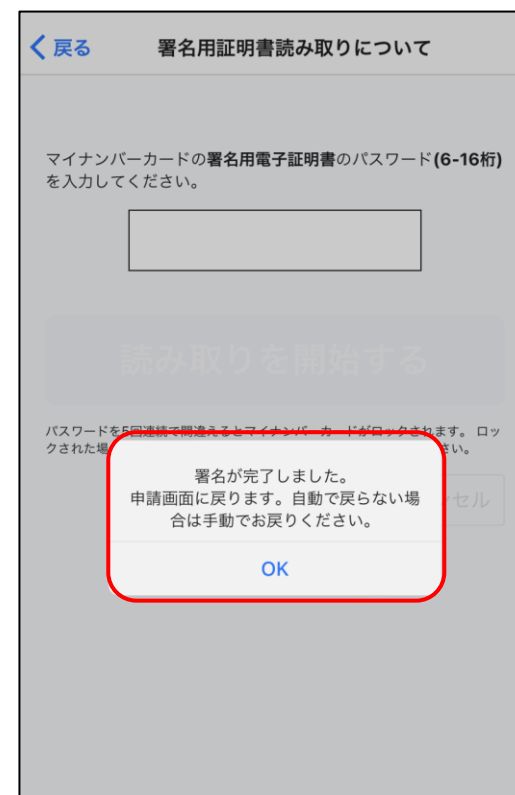 戻る 署名用証明書読み取りについて
マイナンバーカードの署名用電子証明書のパスワード(6-16桁)
を入力してください。
読み取りを開始する
パスワードを5回連続で間違えるとマイナンバーカードがロックされます。 ロッ
クされた場 さい。
セル
署名が完了しました。
申請画面に戻ります。自動で戻らない場
合は手動でお戻りください。
OK